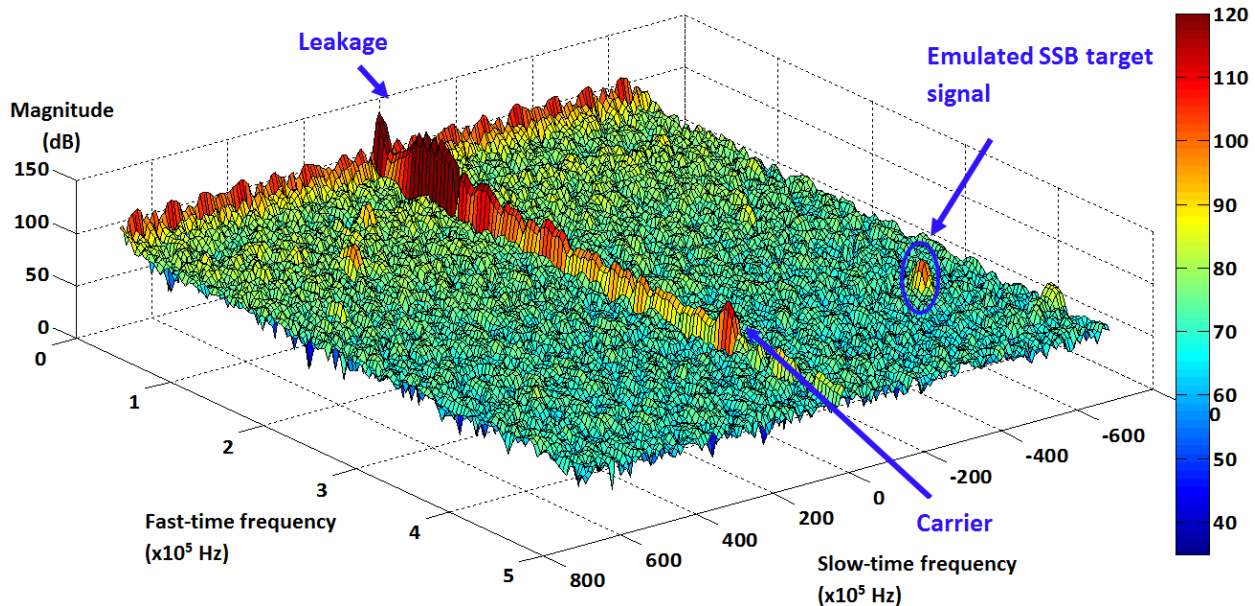 Leakage
Emulated SSB target
signal
Magnitude
(dB)
150
100
50
0
0
1
2
3
4
5
Fast-time frequency
(x10⁵ Hz)
800
600
400
200
0
-200
-400
-600
Slow-time frequency
(x10⁵ Hz)
Carrier
120
110
100
90
80
70
60
50
40
0